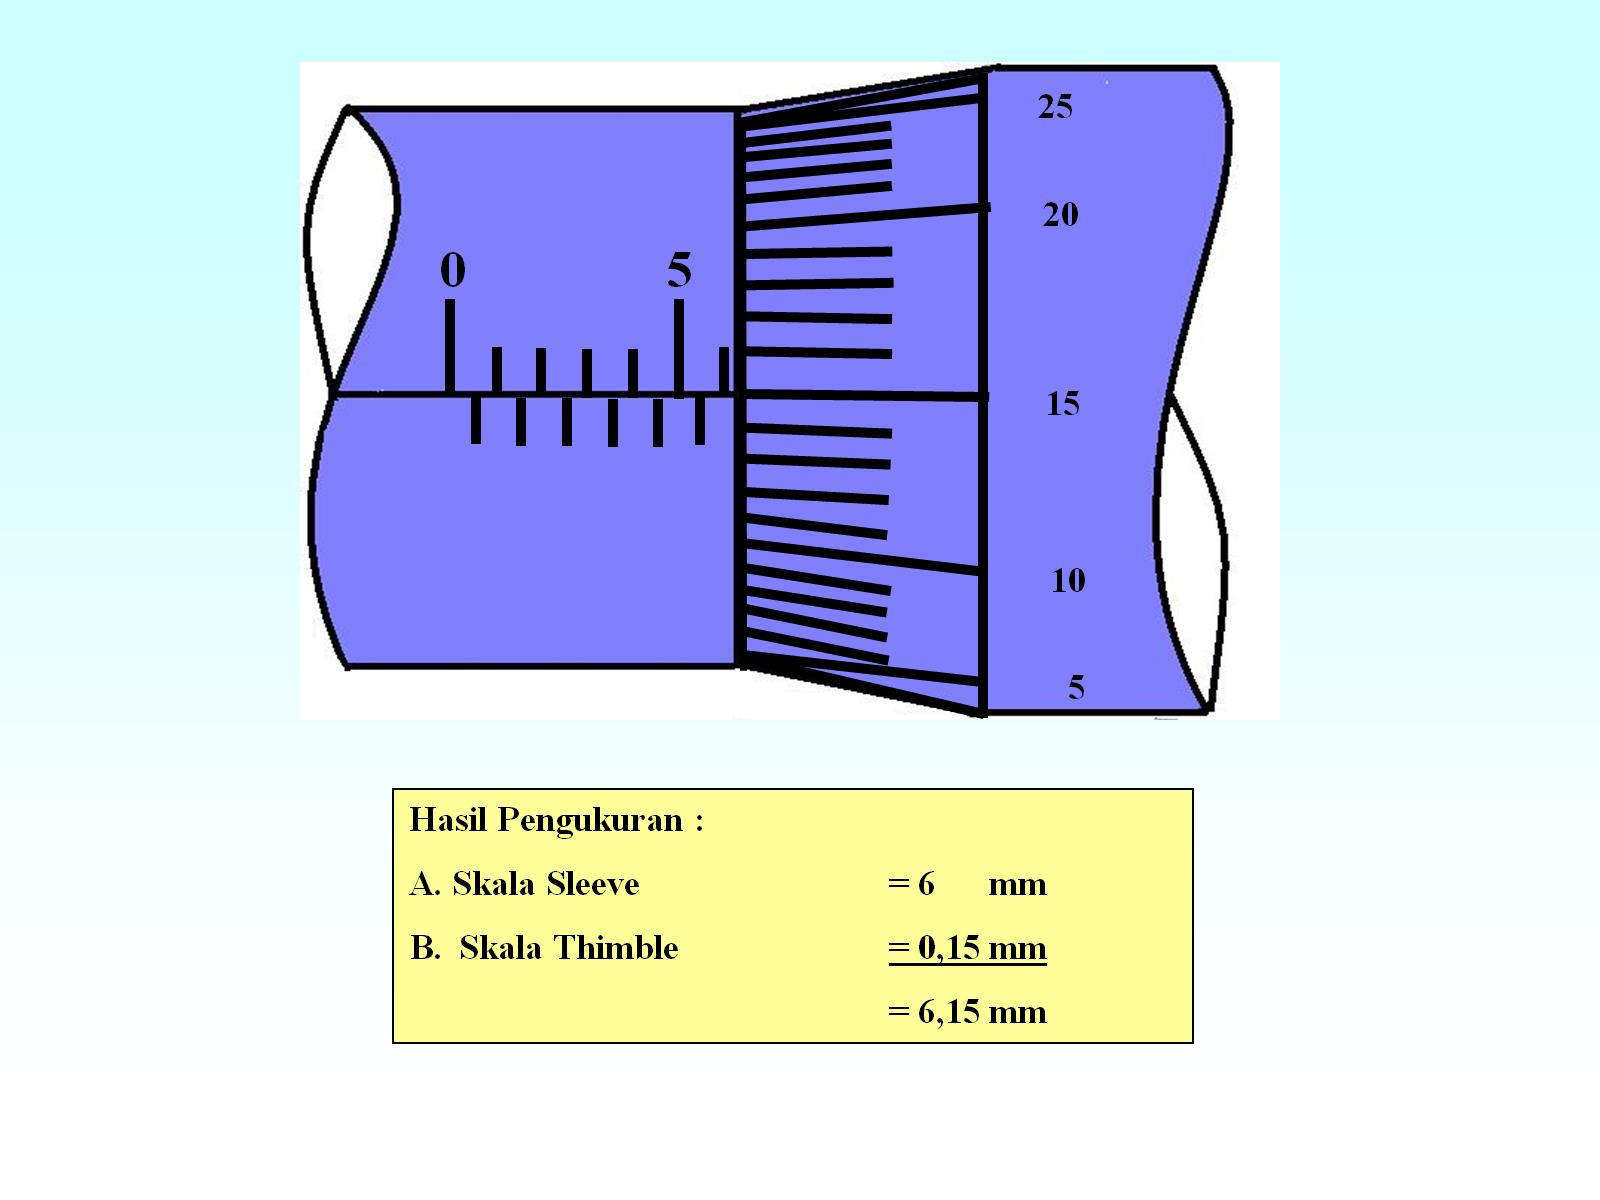 25
20
0 5
15
10
5
Hasil Pengukuran :
A. Skala Sleeve = 6 mm
B. Skala Thimble = 0,15 mm
= 6,15 mm